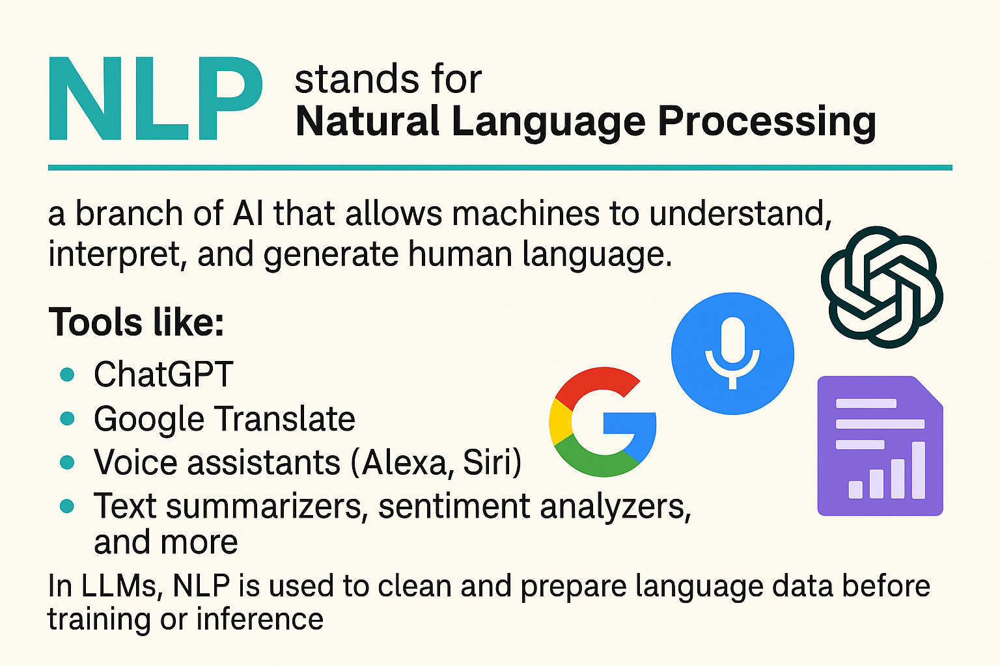 NLP stands for
Natural Language Processing
a branch of AI that allows machines to understand,
interpret, and generate human language.
Tools like:
• ChatGPT
• Google Translate
• Voice assistants (Alexa, Siri)
• Text summarizers, sentiment analyzers,
and more
In LLMs, NLP is used to clean and prepare language data before
training or inference